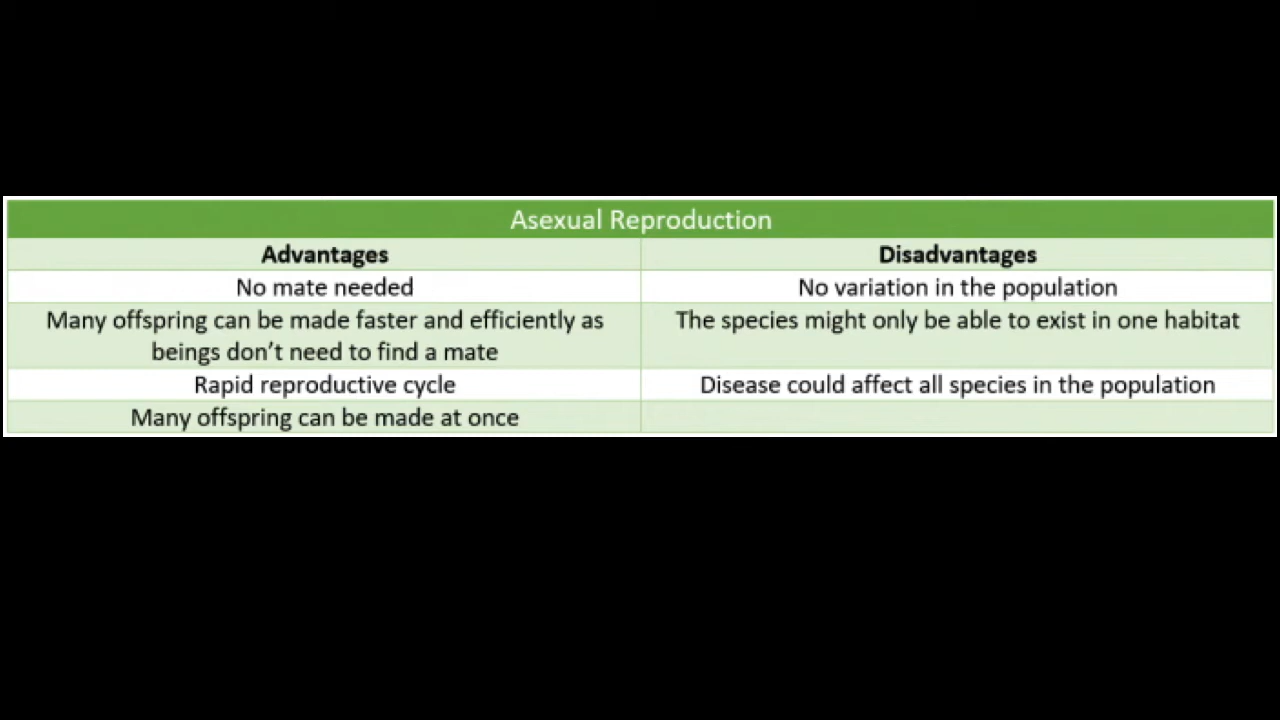 Asexual Reproduction
Advantages
Disadvantages
No mate needed
No variation in the population
Many offspring can be made faster and efficiently as
beings don’t need to find a mate
The species might only be able to exist in one habitat
Rapid reproductive cycle
Disease could affect all species in the population
Many offspring can be made at once